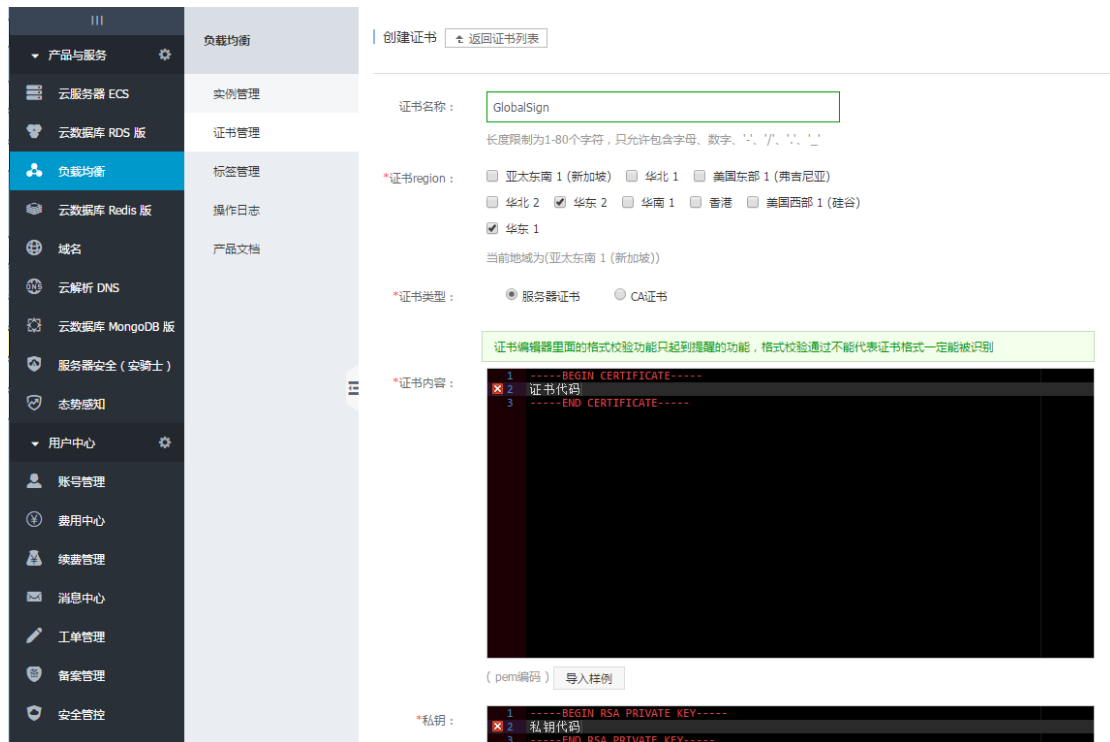 产品与服务
云服务器 ECS
云数据库 RDS 版
负载均衡
云数据库 Redis 版
域名
云解析 DNS
云数据库 MongoDB 版
服务器安全（安骑士）
态势感知
用户中心
账号管理
费用中心
续费管理
消息中心
工单管理
备案管理
安全管控
负载均衡
实例管理
证书管理
标签管理
操作日志
产品文档
创建证书 返回证书列表
证书名称： GlobalSign
长度限制为1-80个字符，只允许包含字母、数字、'-'、'/'、'.'、'_'
*证书region： 亚太东南 1 (新加坡) 华北 1 美国东部 1 (弗吉尼亚)
华北 2 华东 2 华南 1 香港 美国西部 1 (硅谷)
华东 1
当前地域为(亚太东南 1 (新加坡))
*证书类型： 服务器证书 CA证书
证书编辑器里面的格式校验功能只起到提醒的功能，格式校验通过不能代表证书格式一定能被识别
*证书内容：
1 -----BEGIN CERTIFICATE-----
2 证书代码
3 -----END CERTIFICATE-----
( pem编码 ) 导入样例
*私钥：
1 -----BEGIN RSA PRIVATE KEY-----
2 私钥代码
3 -----END RSA PRIVATE KEY-----